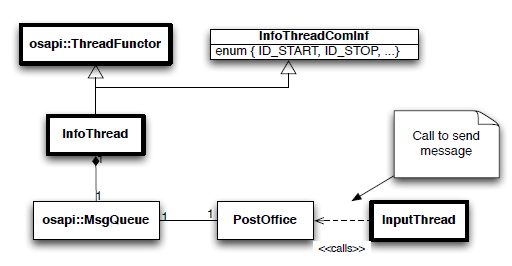 InfoThreadComInf
osapi::ThreadFunctor
enum { ID_START, ID_STOP, ...}
InfoThread
Call to send
message
1
1
osapi::MsgQueue
1
1
PostOffice
InputThread
<<calls>>